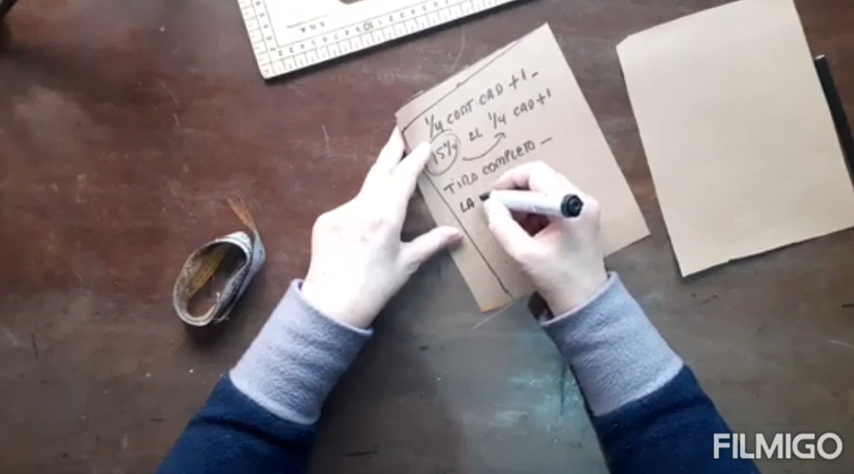 1/4 CONT. CAD +1 -
15% EL 1/4 CAD +1
TIRO COMPLETO -
LA
FILMIGO